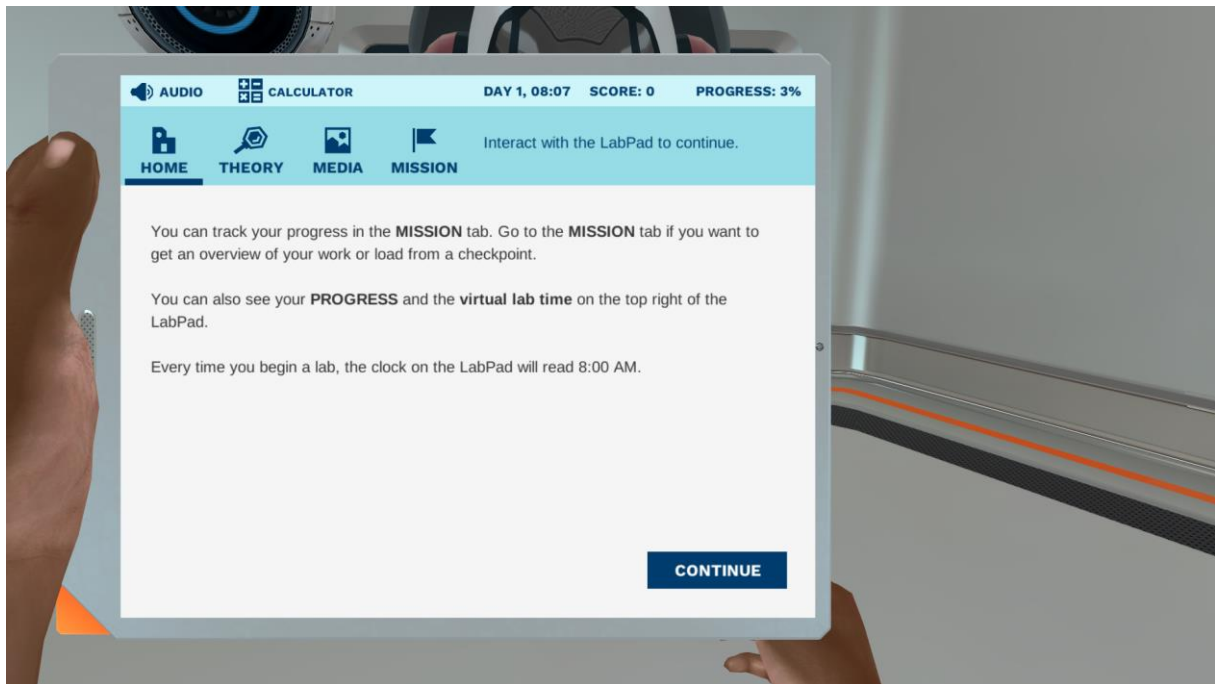 AUDIO
CALCULATOR
DAY 1, 08:07 SCORE: 0 PROGRESS: 3%
HOME
THEORY
MEDIA
MISSION
Interact with the LabPad to continue.
You can track your progress in the MISSION tab. Go to the MISSION tab if you want to
get an overview of your work or load from a checkpoint.
You can also see your PROGRESS and the virtual lab time on the top right of the
LabPad.
Every time you begin a lab, the clock on the LabPad will read 8:00 AM.
CONTINUE